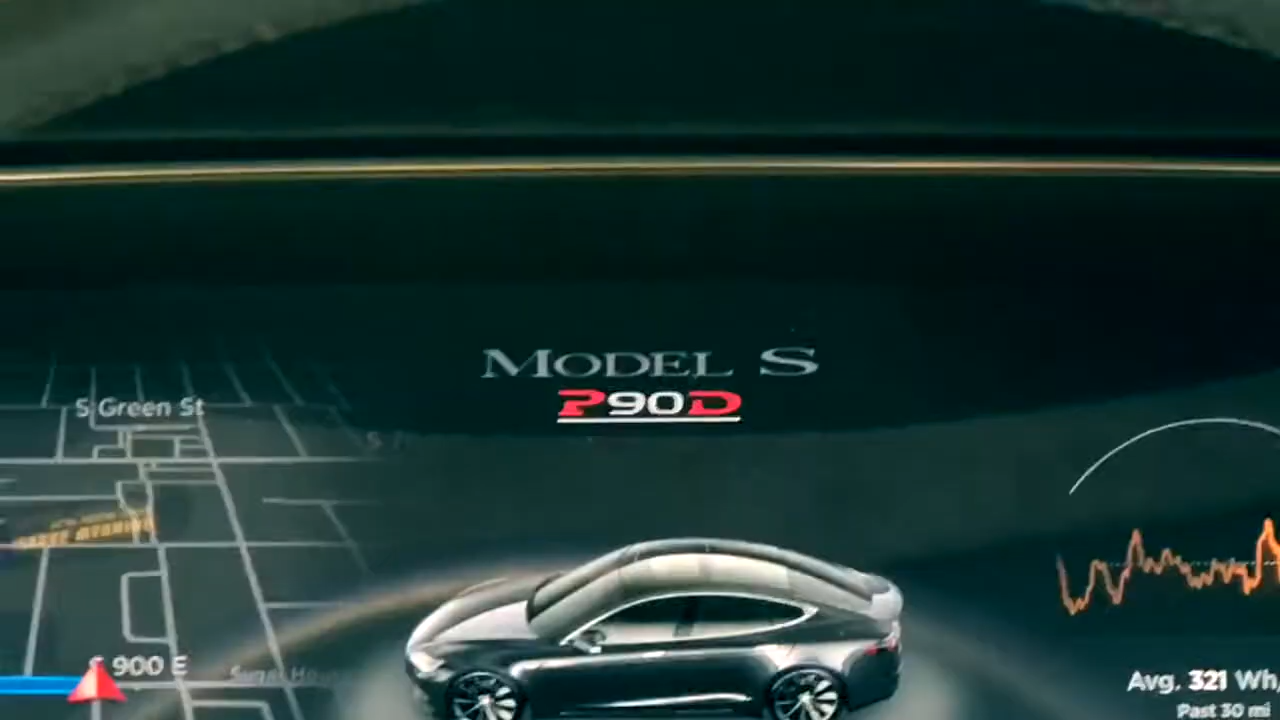 MODEL S
P90D
S Green St
S 900 E
Avg. 321 Wh/
Past 30 mi